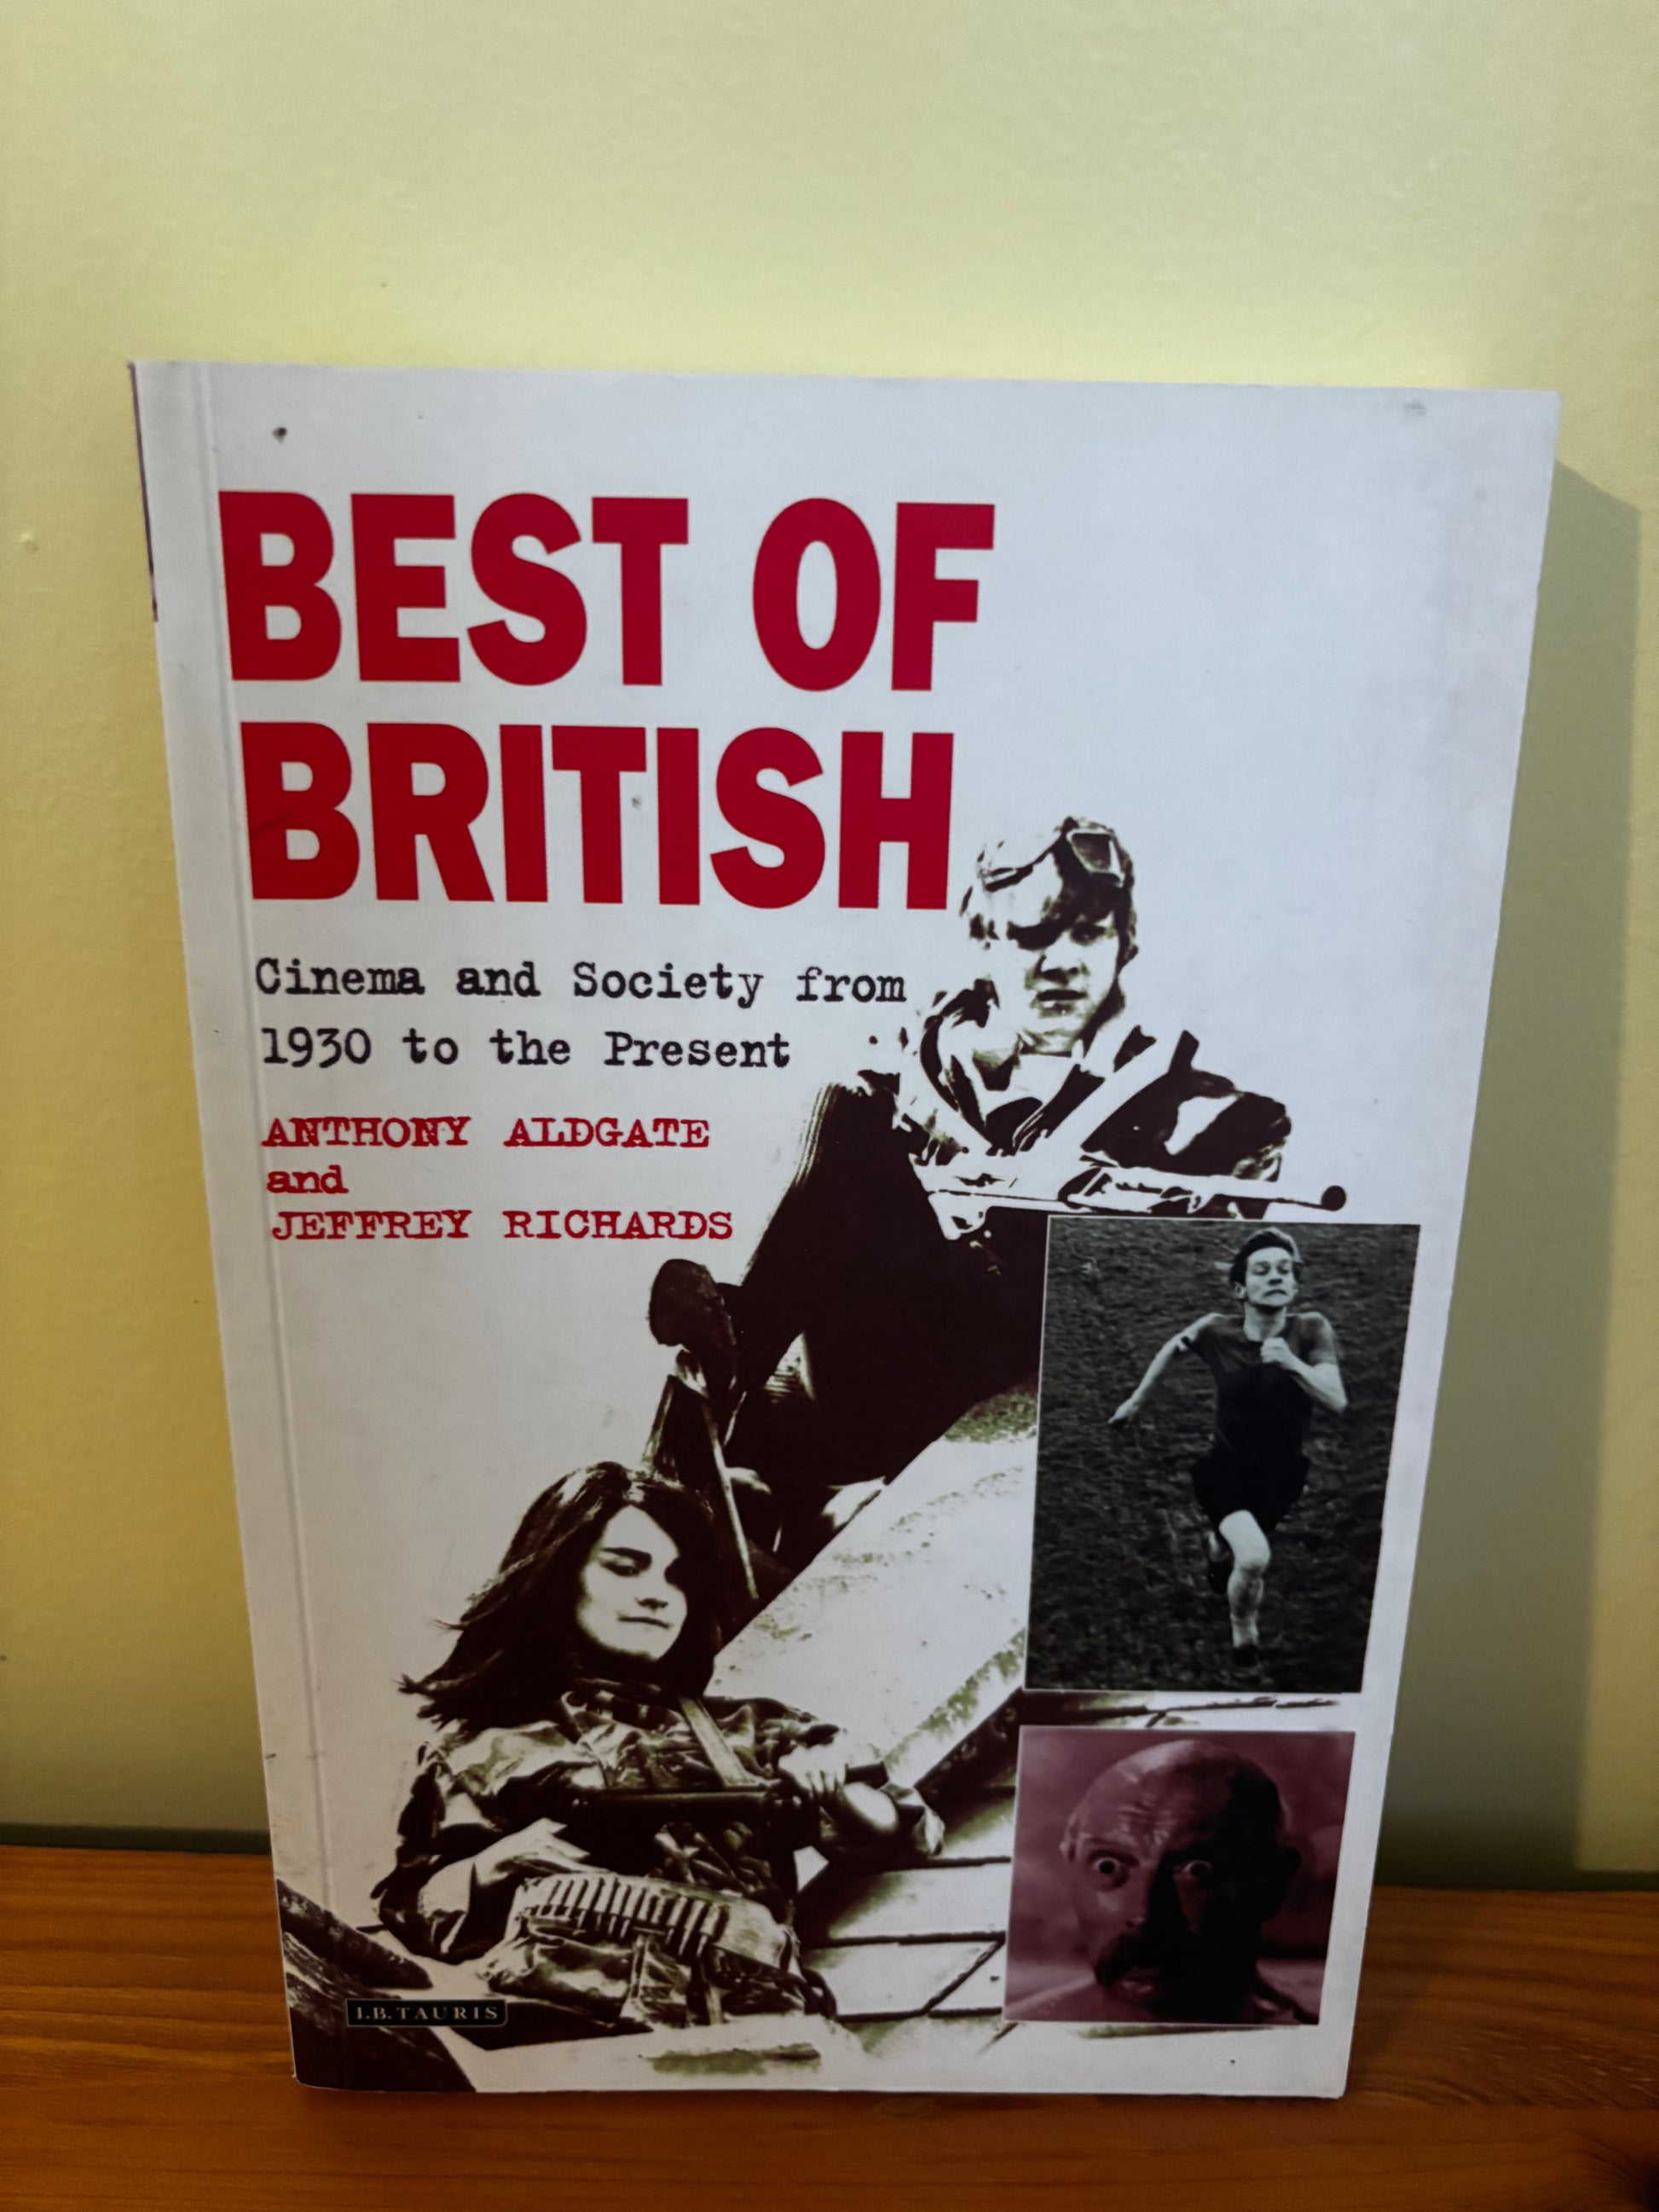 BEST OF
BRITISH
Cinema and Society from
1930 to the Present
ANTHONY ALDGATE
and
JEFFREY RICHARDS
I.B.TAURIS